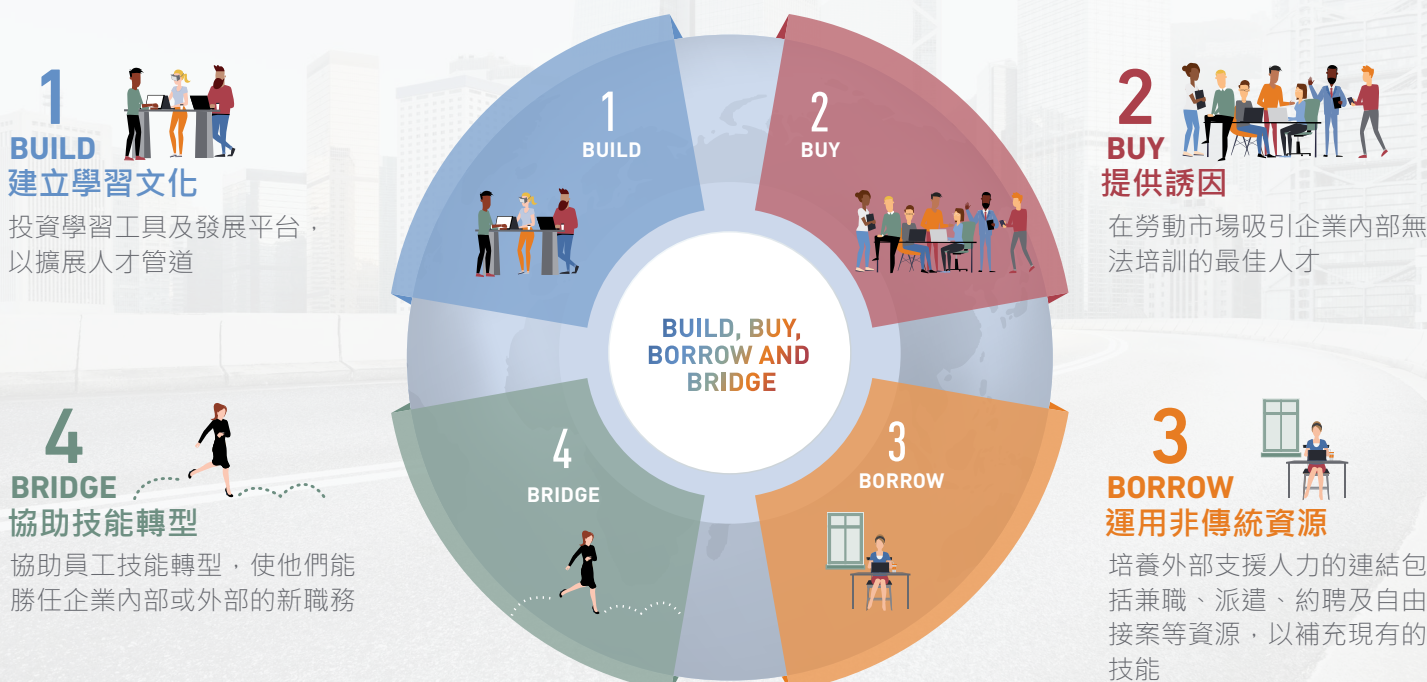 1
BUILD
建立學習文化
投資學習工具及發展平台，
以擴展人才管道
1
BUILD
2
BUY
2
BUY
提供誘因
在勞動市場吸引企業內部無
法培訓的最佳人才
BUILD, BUY,
BORROW AND
BRIDGE
4
BRIDGE
協助技能轉型
協助員工技能轉型，使他們能
勝任企業內部或外部的新職務
4
BRIDGE
3
BORROW
3
BORROW
運用非傳統資源
培養外部支援人力的連結包
括兼職、派遣、約聘及自由
接案等資源，以補充現有的
技能